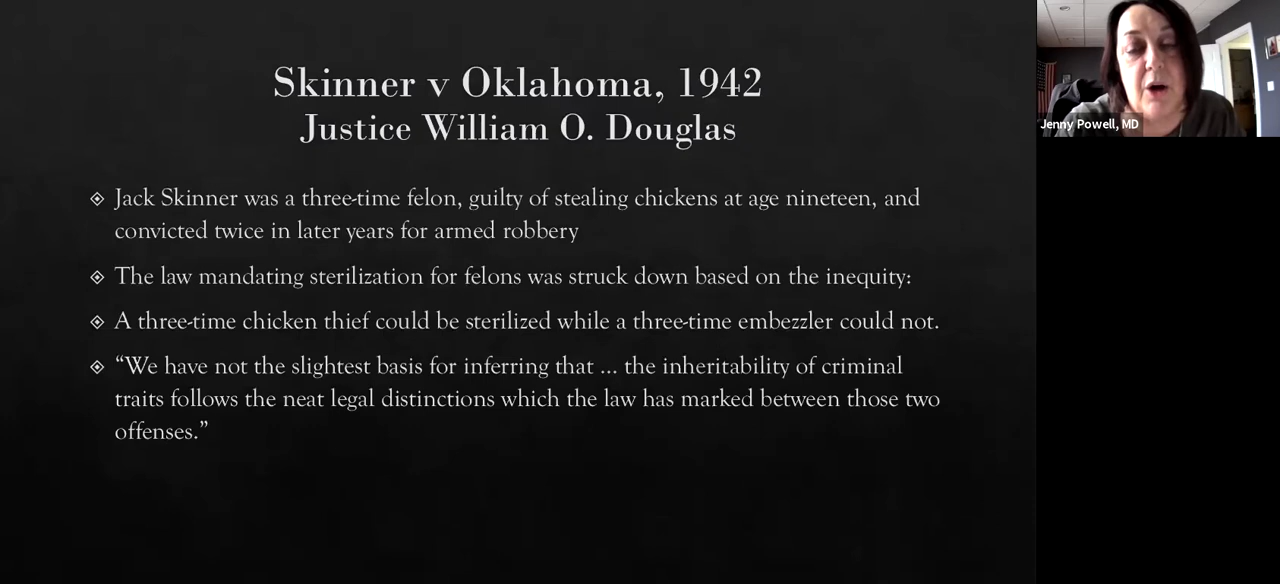 Skinner v Oklahoma, 1942
Justice William O. Douglas
Jack Skinner was a three-time felon, guilty of stealing chickens at age nineteen, and
convicted twice in later years for armed robbery
The law mandating sterilization for felons was struck down based on the inequity:
A three-time chicken thief could be sterilized while a three-time embezzler could not.
“We have not the slightest basis for inferring that ... the inheritability of criminal
traits follows the neat legal distinctions which the law has marked between those two
offenses.”
Jenny Powell, MD